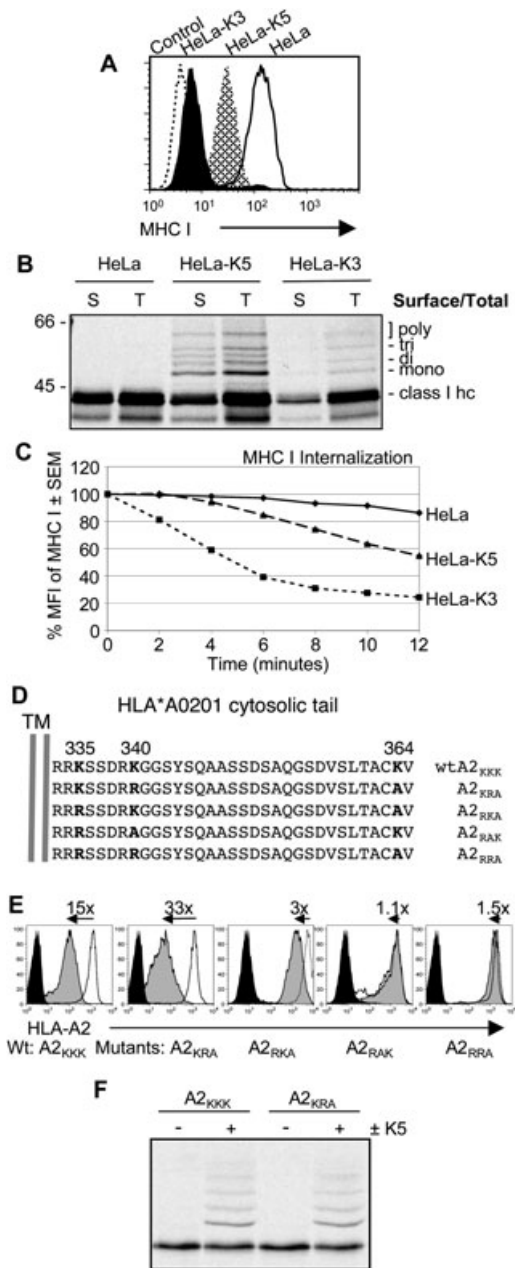 Control
HeLa-K3
HeLa-K5
HeLa
A
10⁰ 10¹ 10² 10³
MHC I
B
HeLa HeLa-K5 HeLa-K3
S T S T S T Surface/Total
66 -
] poly
- tri
- di
- mono
45 -
- class I hc
C
MHC I Internalization
% MFI of MHC I ± SEM
120
100
80
60
40
20
0
HeLa
HeLa-K5
HeLa-K3
0 2 4 6 8 10 12
Time (minutes)
D
HLA*A0201 cytosolic tail
TM
335 340 364
RRKSSDRKGGSYSQAASSDSAQGSDVSLTACKV wtA2KKK
RRKSSDRRGGSYSQAASSDSAQGSDVSLTACAV A2KRA
RRRSSDRKGGSYSQAASSDSAQGSDVSLTACAV A2RKA
RRRSSDRAGGSYSQAASSDSAQGSDVSLTACKV A2RAK
RRRSSDRRGGSYSQAASSDSAQGSDVSLTACAV A2RRA
E
15x 33x 3x 1.1x 1.5x
HLA-A2
Wt: A2KKK Mutants: A2KRA A2RKA A2RAK A2RRA
F
A2KKK A2KRA
- + - + ± K5